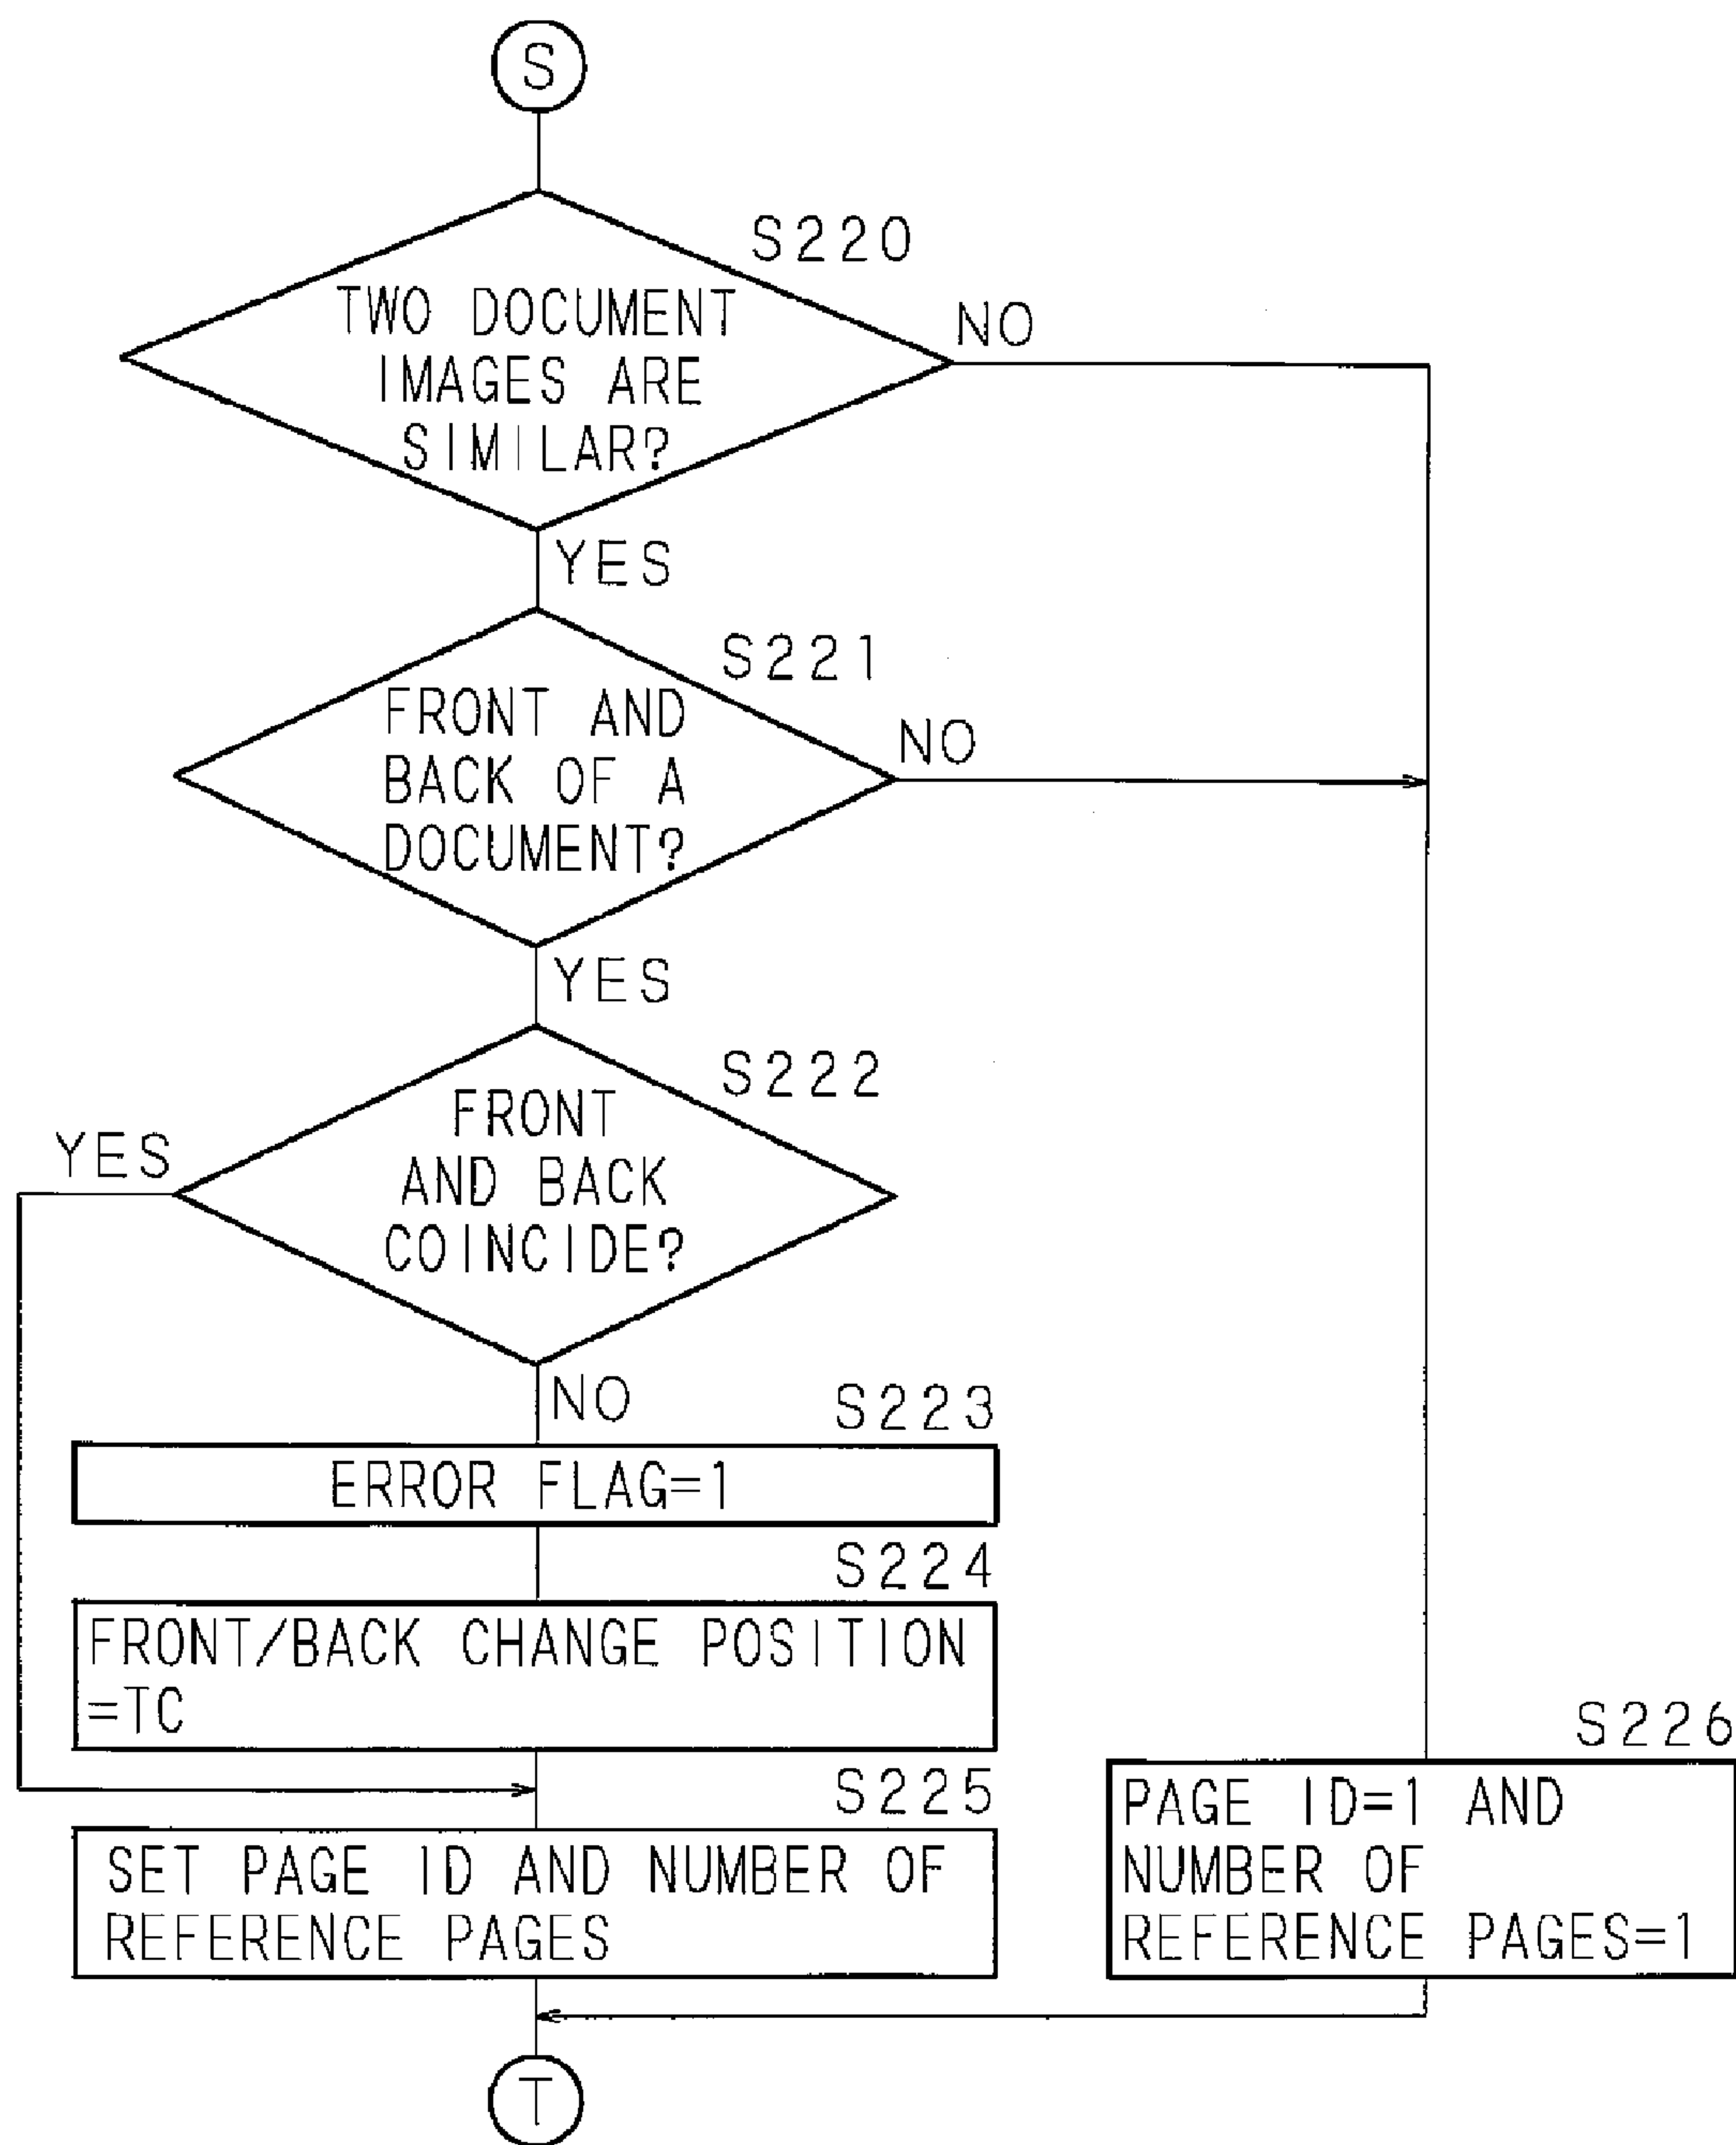 S
S220
TWO DOCUMENT
IMAGES ARE
SIMILAR?
NO
YES
S221
FRONT AND
BACK OF A
DOCUMENT?
NO
YES
S222
FRONT
AND BACK
COINCIDE?
YES
NO
S223
ERROR FLAG=1
S224
FRONT/BACK CHANGE POSITION
=TC
S225
SET PAGE ID AND NUMBER OF
REFERENCE PAGES
S226
PAGE ID=1 AND
NUMBER OF
REFERENCE PAGES=1
T